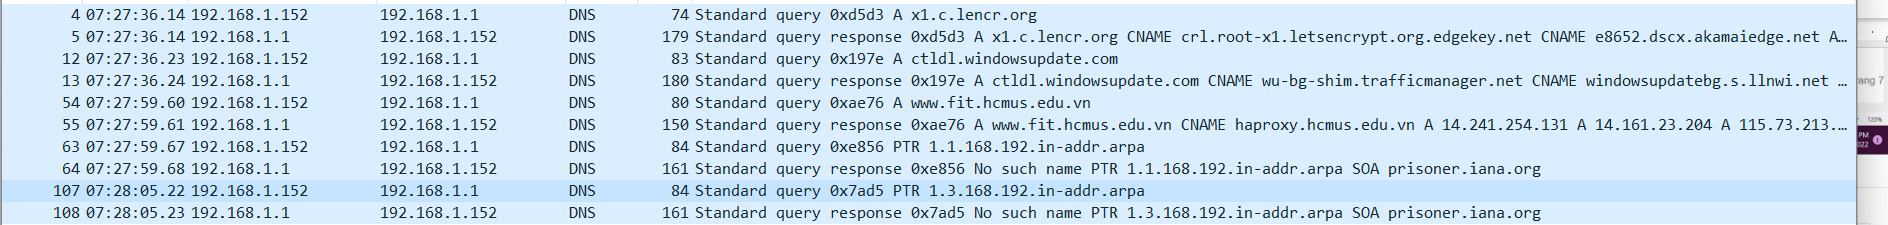 4 07:27:36.14 192.168.1.152 192.168.1.1 DNS 74 Standard query 0xd5d3 A x1.c.lencr.org
5 07:27:36.14 192.168.1.1 192.168.1.152 DNS 179 Standard query response 0xd5d3 A x1.c.lencr.org CNAME crl.root-x1.letsencrypt.org.edgekey.net CNAME e8652.dscx.akamaiedge.net A…
12 07:27:36.23 192.168.1.152 192.168.1.1 DNS 83 Standard query 0x197e A ctldl.windowsupdate.com
13 07:27:36.24 192.168.1.1 192.168.1.152 DNS 180 Standard query response 0x197e A ctldl.windowsupdate.com CNAME wu-bg-shim.trafficmanager.net CNAME windowsupdatebg.s.llnwi.net …
54 07:27:59.60 192.168.1.152 192.168.1.1 DNS 80 Standard query 0xae76 A www.fit.hcmus.edu.vn
55 07:27:59.61 192.168.1.1 192.168.1.152 DNS 150 Standard query response 0xae76 A www.fit.hcmus.edu.vn CNAME haproxy.hcmus.edu.vn A 14.241.254.131 A 14.161.23.204 A 115.73.213.…
63 07:27:59.67 192.168.1.152 192.168.1.1 DNS 84 Standard query 0xe856 PTR 1.1.168.192.in-addr.arpa
64 07:27:59.68 192.168.1.1 192.168.1.152 DNS 161 Standard query response 0xe856 No such name PTR 1.1.168.192.in-addr.arpa SOA prisoner.iana.org
107 07:28:05.22 192.168.1.152 192.168.1.1 DNS 84 Standard query 0x7ad5 PTR 1.3.168.192.in-addr.arpa
108 07:28:05.23 192.168.1.1 192.168.1.152 DNS 161 Standard query response 0x7ad5 No such name PTR 1.3.168.192.in-addr.arpa SOA prisoner.iana.org
ang 7
120%
PM
022